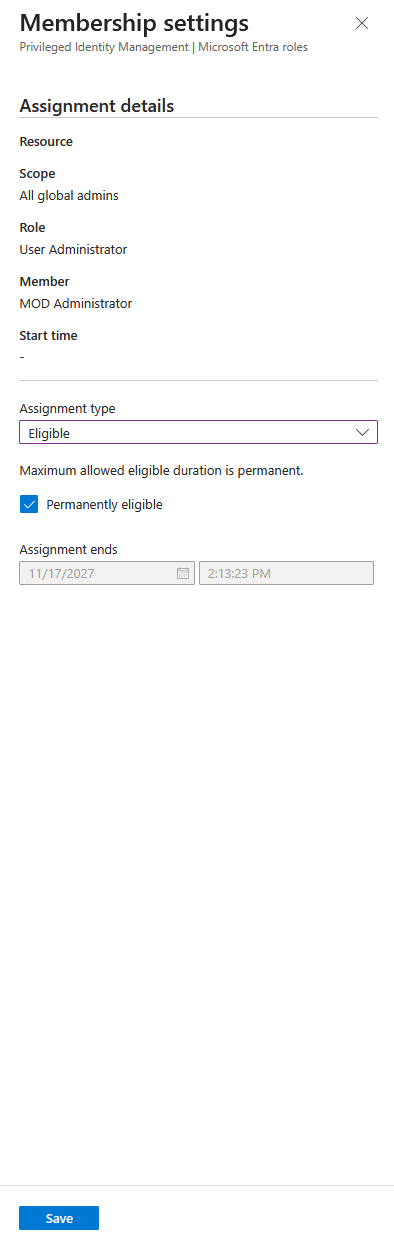 Membership settings
Privileged Identity Management | Microsoft Entra roles
Assignment details
Resource
Scope
All global admins
Role
User Administrator
Member
MOD Administrator
Start time
-
Assignment type
Eligible
Maximum allowed eligible duration is permanent.
Permanently eligible
Assignment ends
11/17/2027 2:13:23 PM
Save